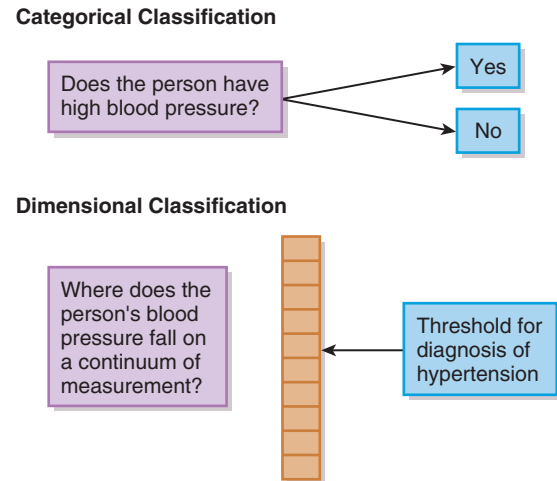 Categorical Classification
Does the person have
high blood pressure?
Yes
No
Dimensional Classification
Where does the
person's blood
pressure fall on
a continuum of
measurement?
Threshold for
diagnosis of
hypertension